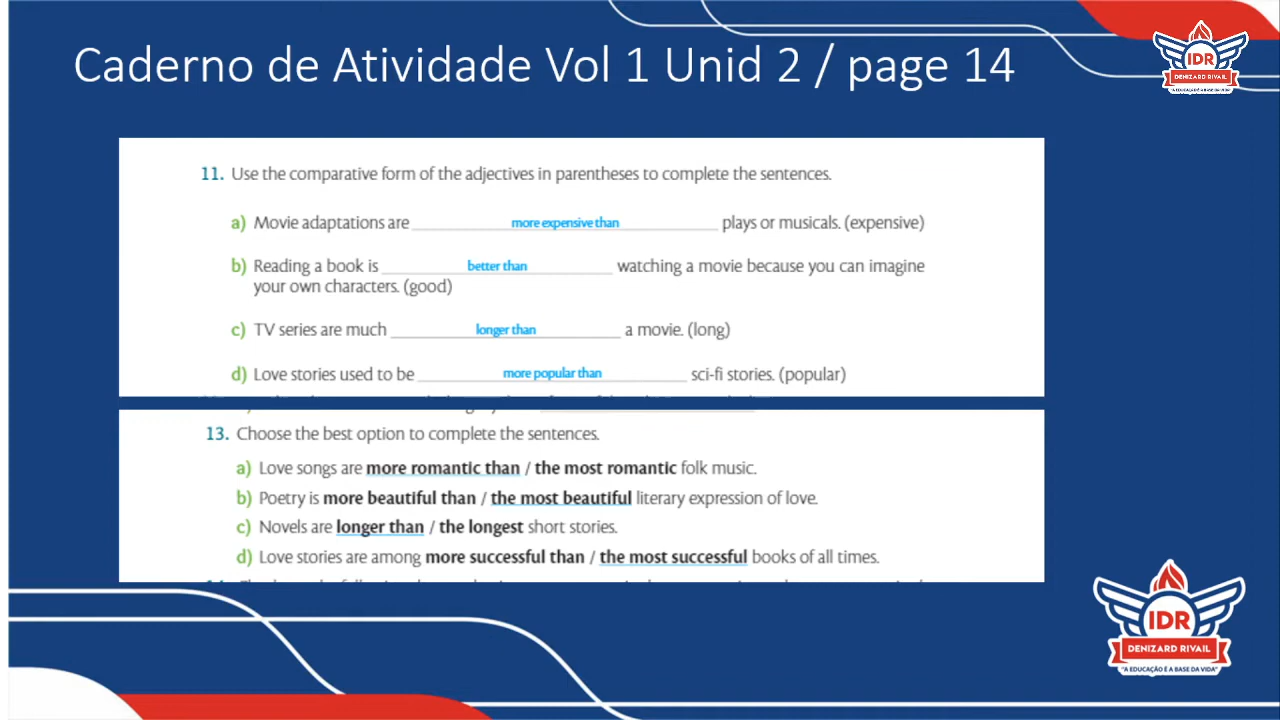 Caderno de Atividade Vol 1 Unid 2 / page 14
IDR
DENIZARD RIVAIL
"A EDUCAÇÃO É A BASE DA VIDA"
11. Use the comparative form of the adjectives in parentheses to complete the sentences.
a) Movie adaptations are more expensive than plays or musicals. (expensive)
b) Reading a book is better than watching a movie because you can imagine
your own characters. (good)
c) TV series are much longer than a movie. (long)
d) Love stories used to be more popular than sci-fi stories. (popular)
13. Choose the best option to complete the sentences.
a) Love songs are more romantic than / the most romantic folk music.
b) Poetry is more beautiful than / the most beautiful literary expression of love.
c) Novels are longer than / the longest short stories.
d) Love stories are among more successful than / the most successful books of all times.
IDR
DENIZARD RIVAIL
"A EDUCAÇÃO É A BASE DA VIDA"